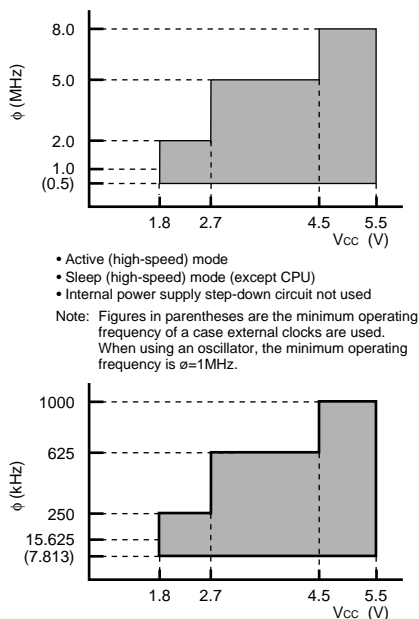 8.0
5.0
2.0
1.0
(0.5)
φ (MHz)
1.8 2.7 4.5 5.5
VCC (V)
• Active (high-speed) mode
• Sleep (high-speed) mode (except CPU)
• Internal power supply step-down circuit not used
Note: Figures in parentheses are the minimum operating
frequency of a case external clocks are used.
When using an oscillator, the minimum operating
frequency is ø=1MHz.
1000
625
250
15.625
(7.813)
φ (kHz)
1.8 2.7 4.5 5.5
VCC (V)